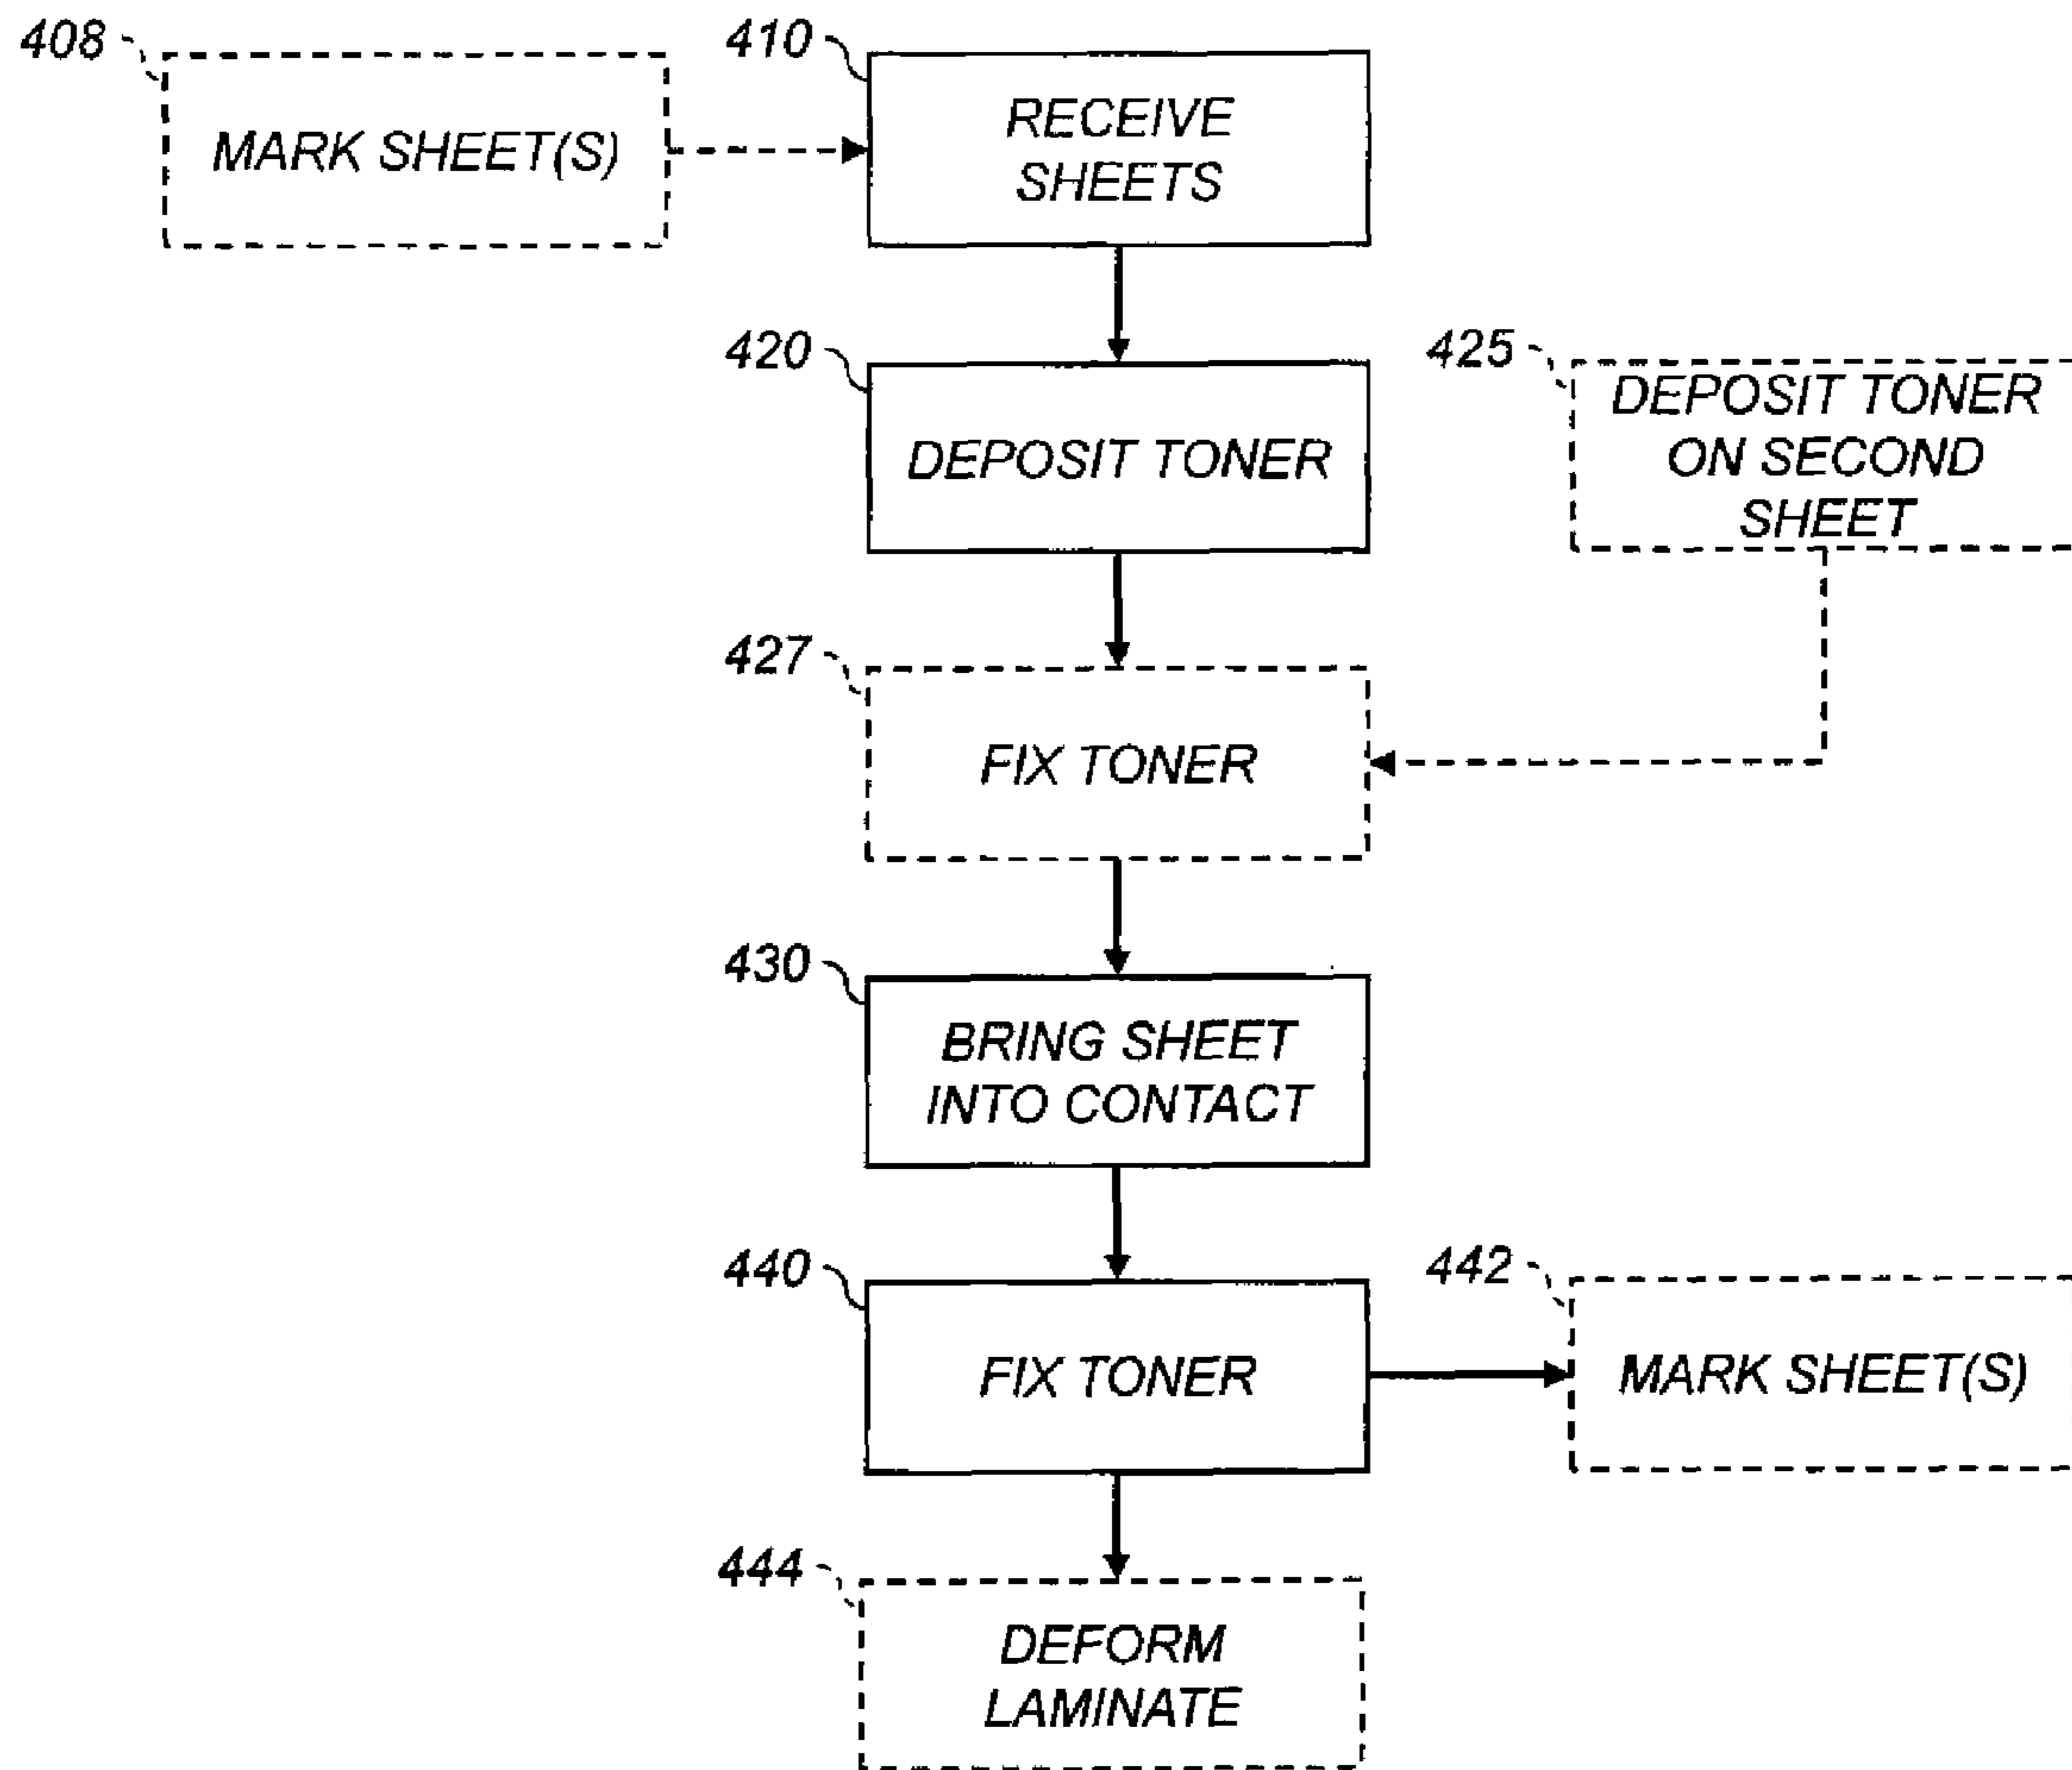 408
MARK SHEET(S)
410
RECEIVE
SHEETS
420
DEPOSIT TONER
425
DEPOSIT TONER
ON SECOND
SHEET
427
FIX TONER
430
BRING SHEET
INTO CONTACT
440
FIX TONER
442
MARK SHEET(S)
444
DEFORM
LAMINATE